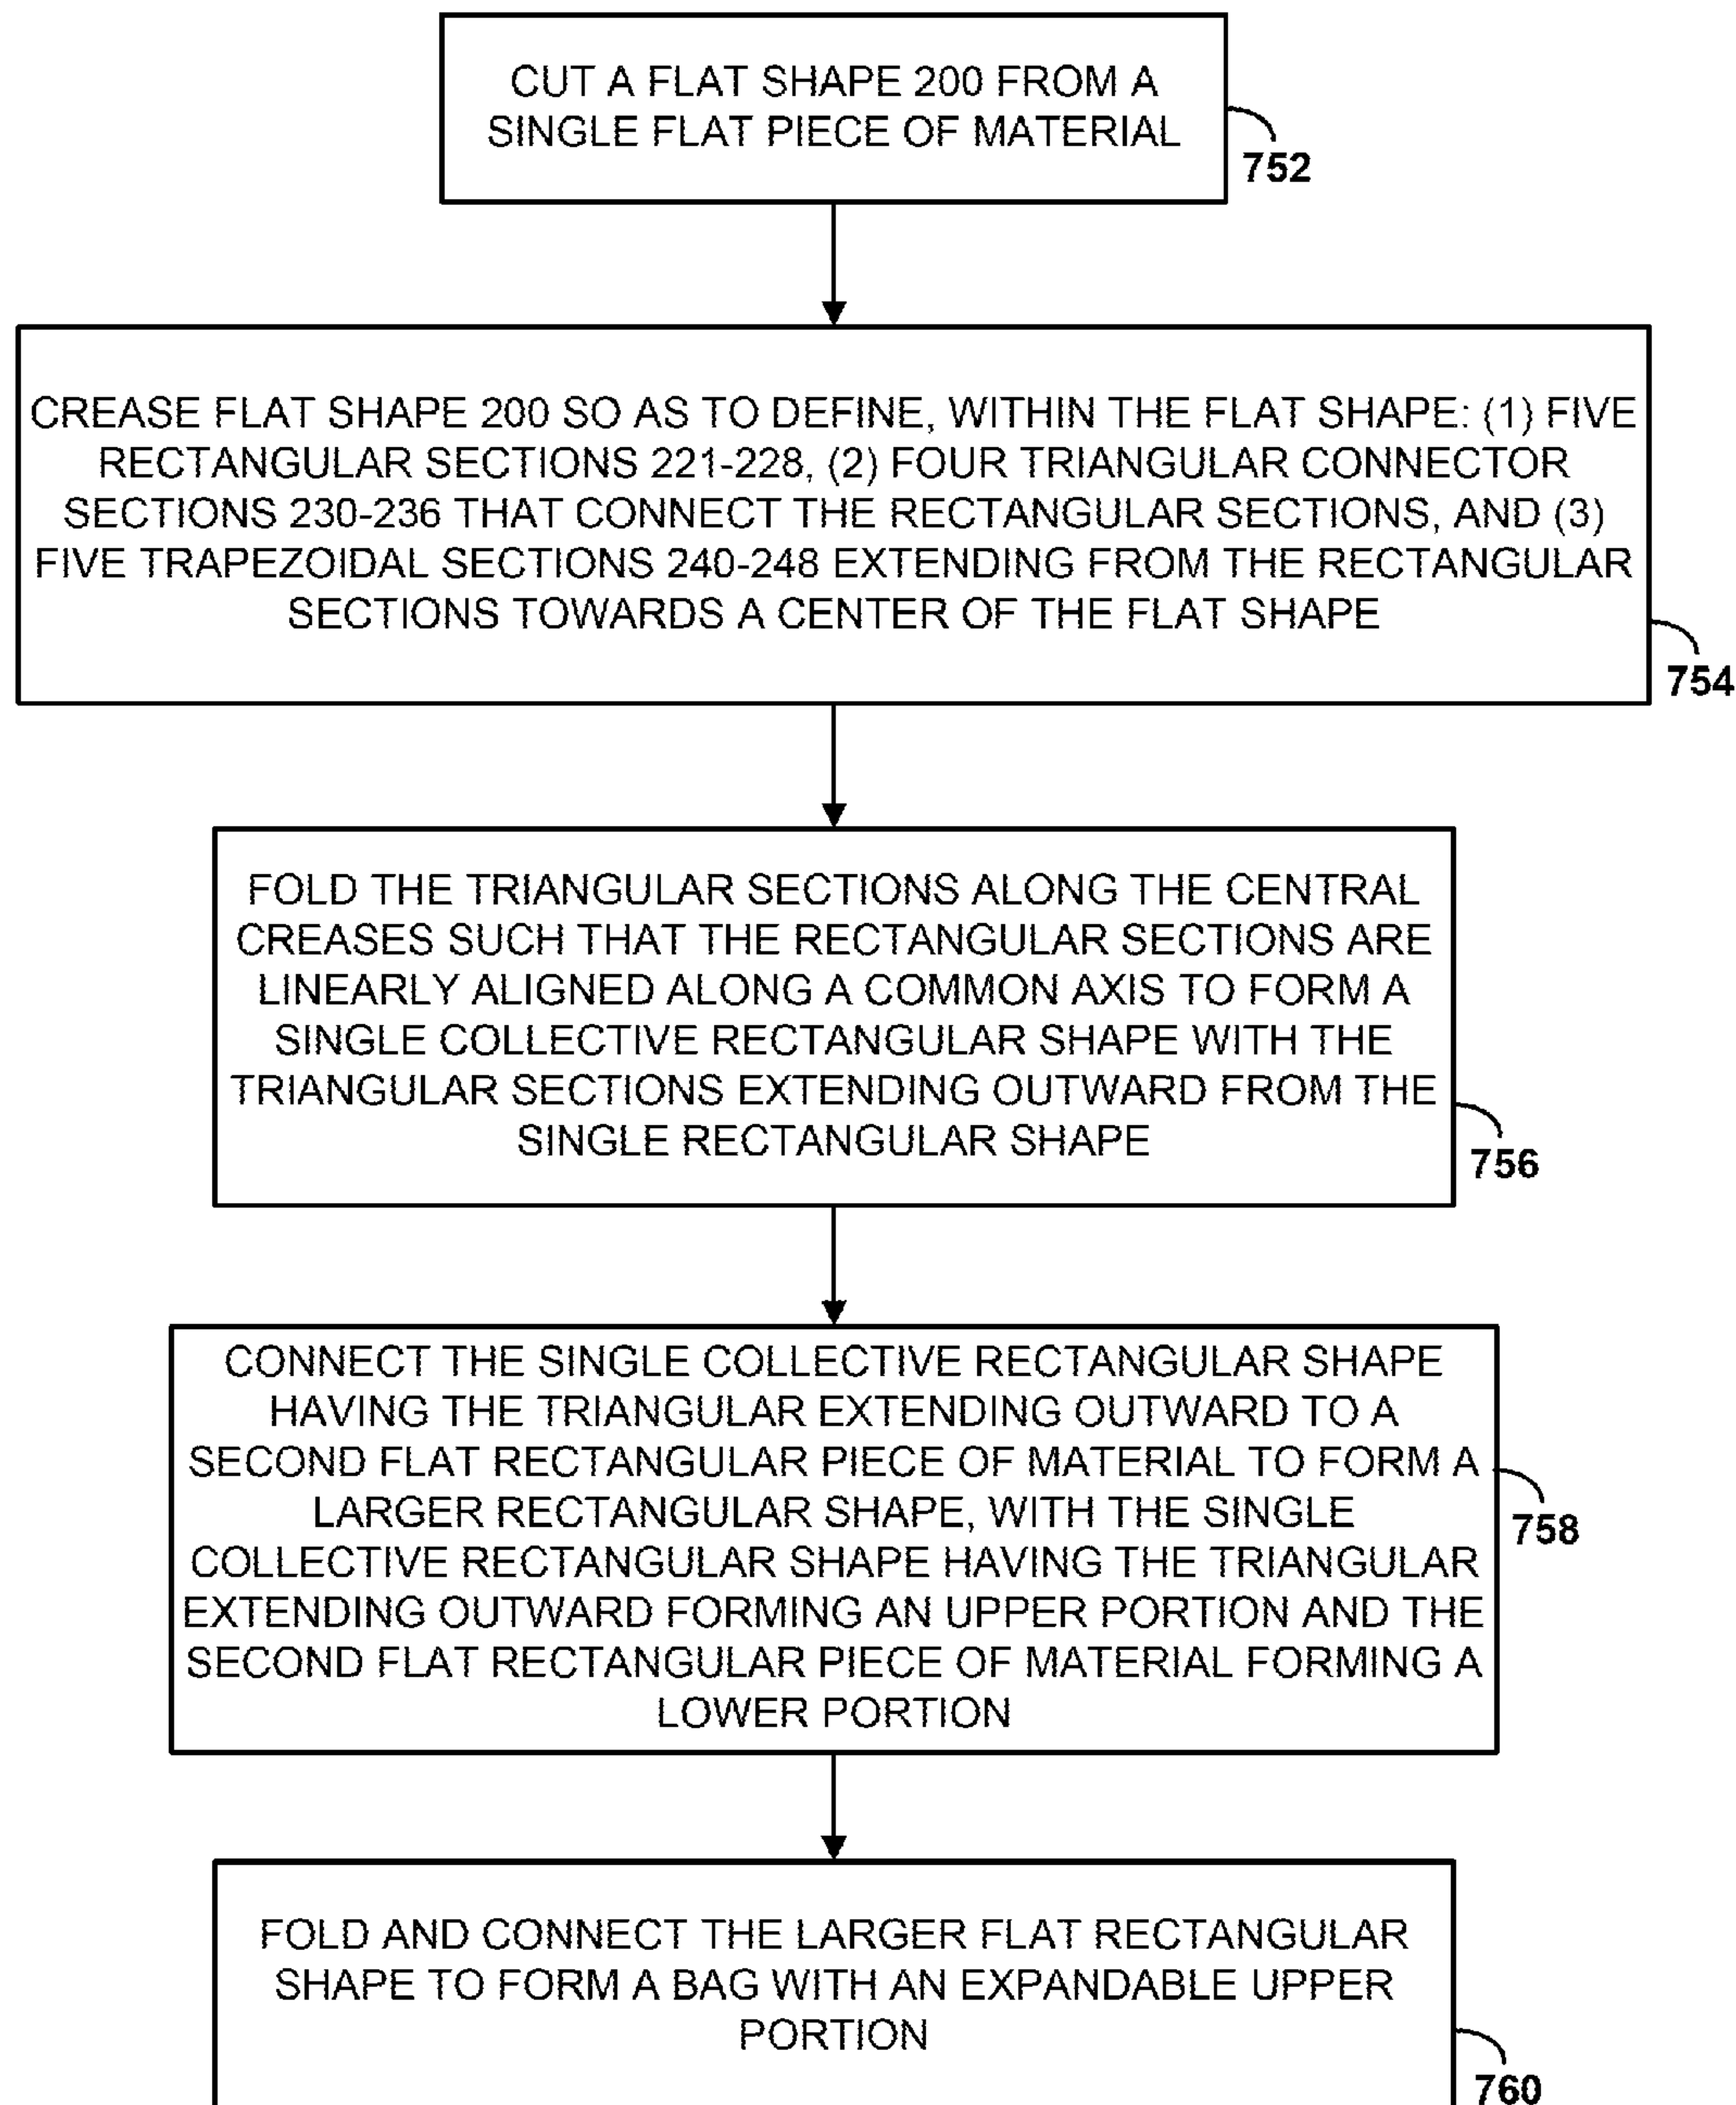 CUT A FLAT SHAPE 200 FROM A
SINGLE FLAT PIECE OF MATERIAL
752
CREASE FLAT SHAPE 200 SO AS TO DEFINE, WITHIN THE FLAT SHAPE: (1) FIVE
RECTANGULAR SECTIONS 221-228, (2) FOUR TRIANGULAR CONNECTOR
SECTIONS 230-236 THAT CONNECT THE RECTANGULAR SECTIONS, AND (3)
FIVE TRAPEZOIDAL SECTIONS 240-248 EXTENDING FROM THE RECTANGULAR
SECTIONS TOWARDS A CENTER OF THE FLAT SHAPE
754
FOLD THE TRIANGULAR SECTIONS ALONG THE CENTRAL
CREASES SUCH THAT THE RECTANGULAR SECTIONS ARE
LINEARLY ALIGNED ALONG A COMMON AXIS TO FORM A
SINGLE COLLECTIVE RECTANGULAR SHAPE WITH THE
TRIANGULAR SECTIONS EXTENDING OUTWARD FROM THE
SINGLE RECTANGULAR SHAPE
756
CONNECT THE SINGLE COLLECTIVE RECTANGULAR SHAPE
HAVING THE TRIANGULAR EXTENDING OUTWARD TO A
SECOND FLAT RECTANGULAR PIECE OF MATERIAL TO FORM A
LARGER RECTANGULAR SHAPE, WITH THE SINGLE
COLLECTIVE RECTANGULAR SHAPE HAVING THE TRIANGULAR
EXTENDING OUTWARD FORMING AN UPPER PORTION AND THE
SECOND FLAT RECTANGULAR PIECE OF MATERIAL FORMING A
LOWER PORTION
758
FOLD AND CONNECT THE LARGER FLAT RECTANGULAR
SHAPE TO FORM A BAG WITH AN EXPANDABLE UPPER
PORTION
760